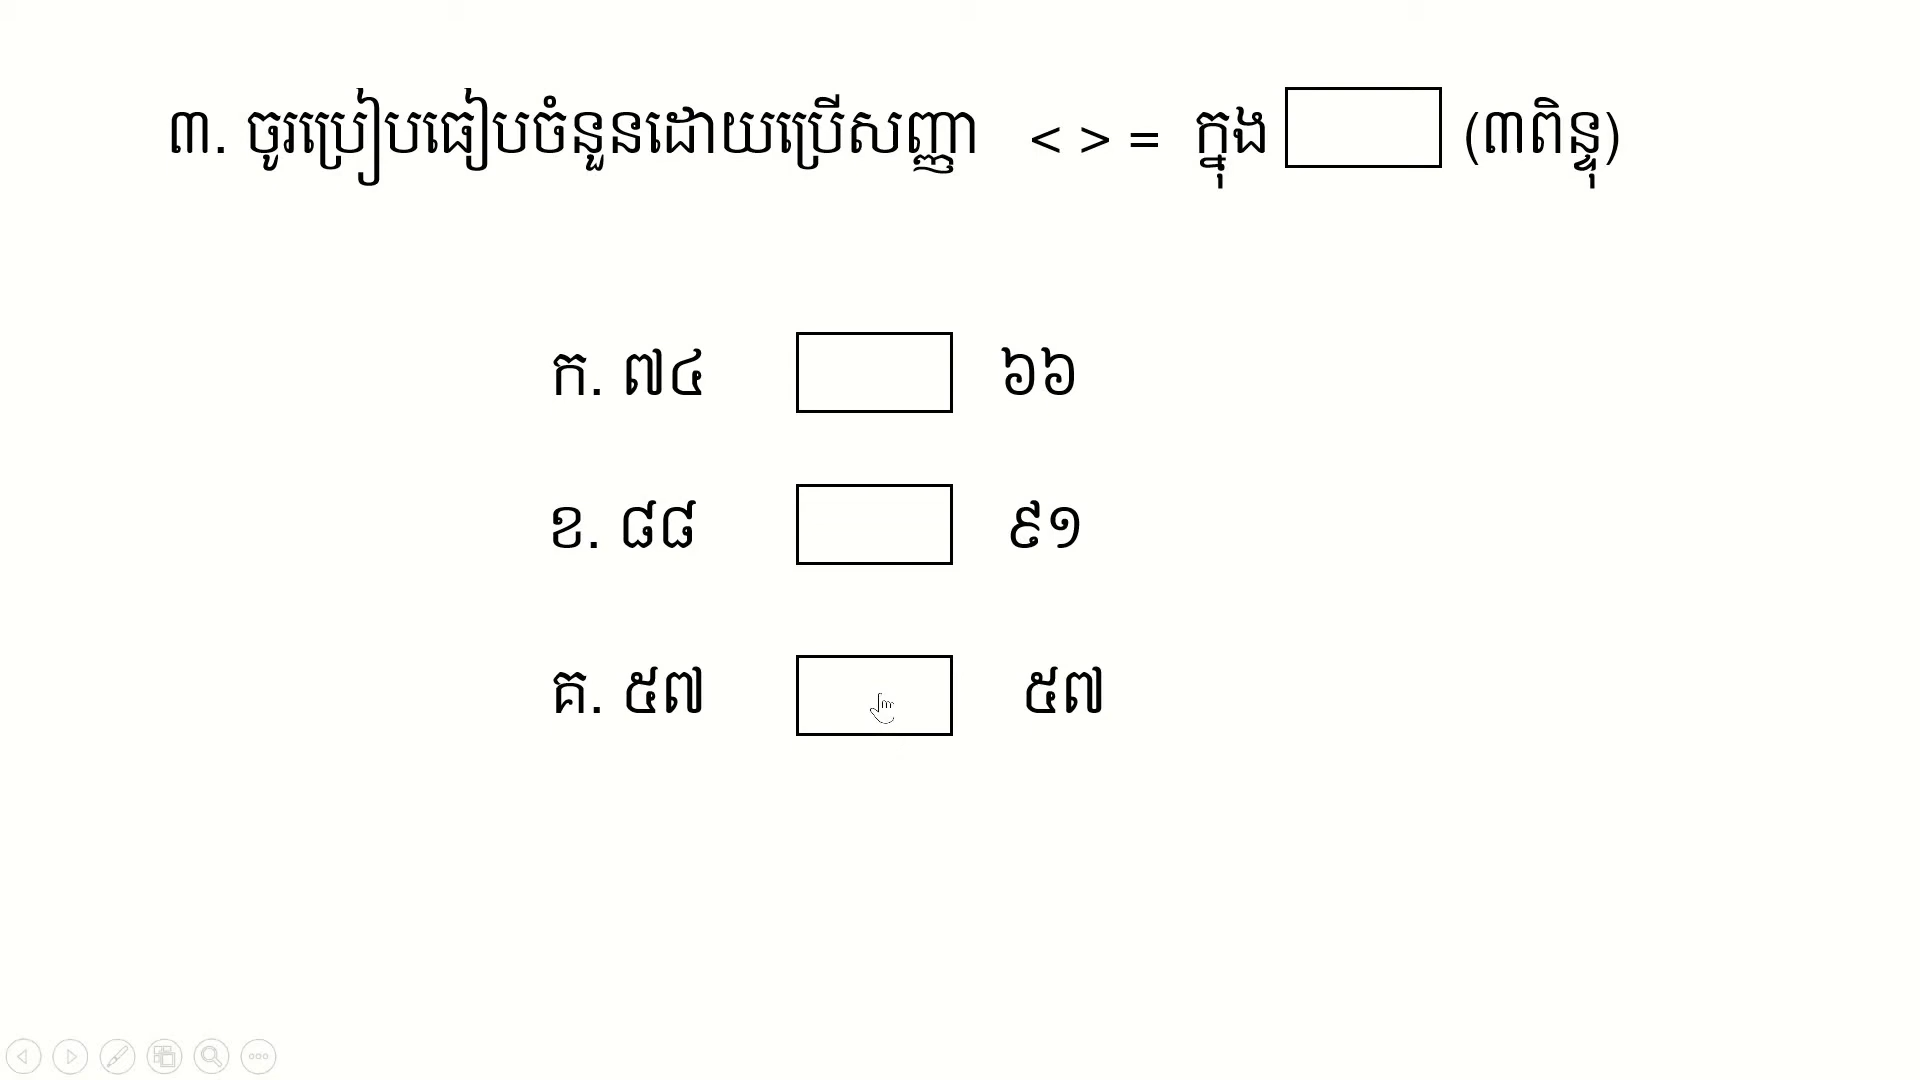 ៣. ចូរប្រៀបធៀបចំនួនដោយប្រើសញ្ញា < > = ក្នុង (៣ពិន្ទុ)
ក. ៧៤ ៦៦
ខ. ៨៨ ៩១
គ. ៥៧ ៥៧